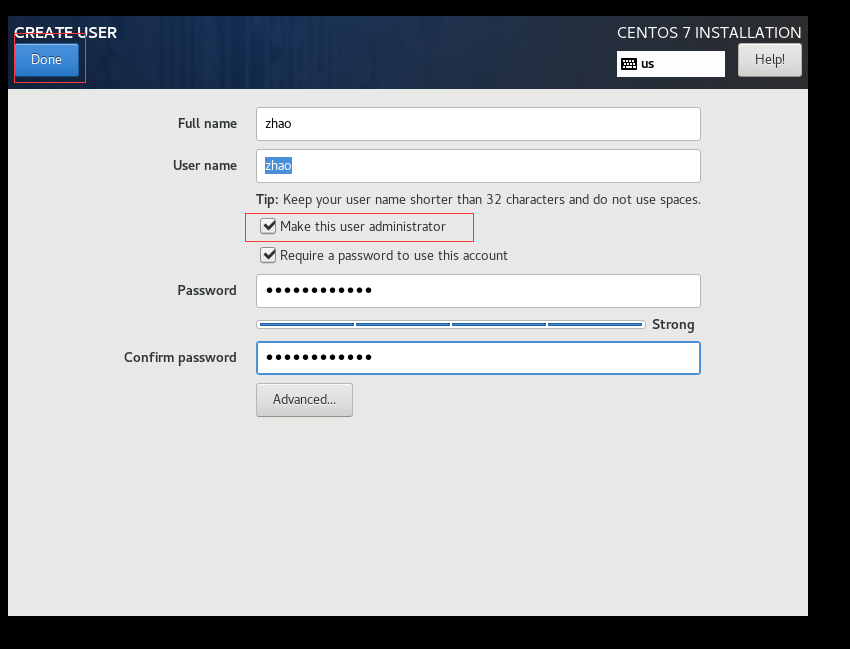 CREATE USER
CENTOS 7 INSTALLATION
Done
us
Help!
Full name
zhao
User name
zhao
Tip: Keep your user name shorter than 32 characters and do not use spaces.
Make this user administrator
Require a password to use this account
Password
●●●●●●●●●●●●
Strong
Confirm password
●●●●●●●●●●●●
Advanced...